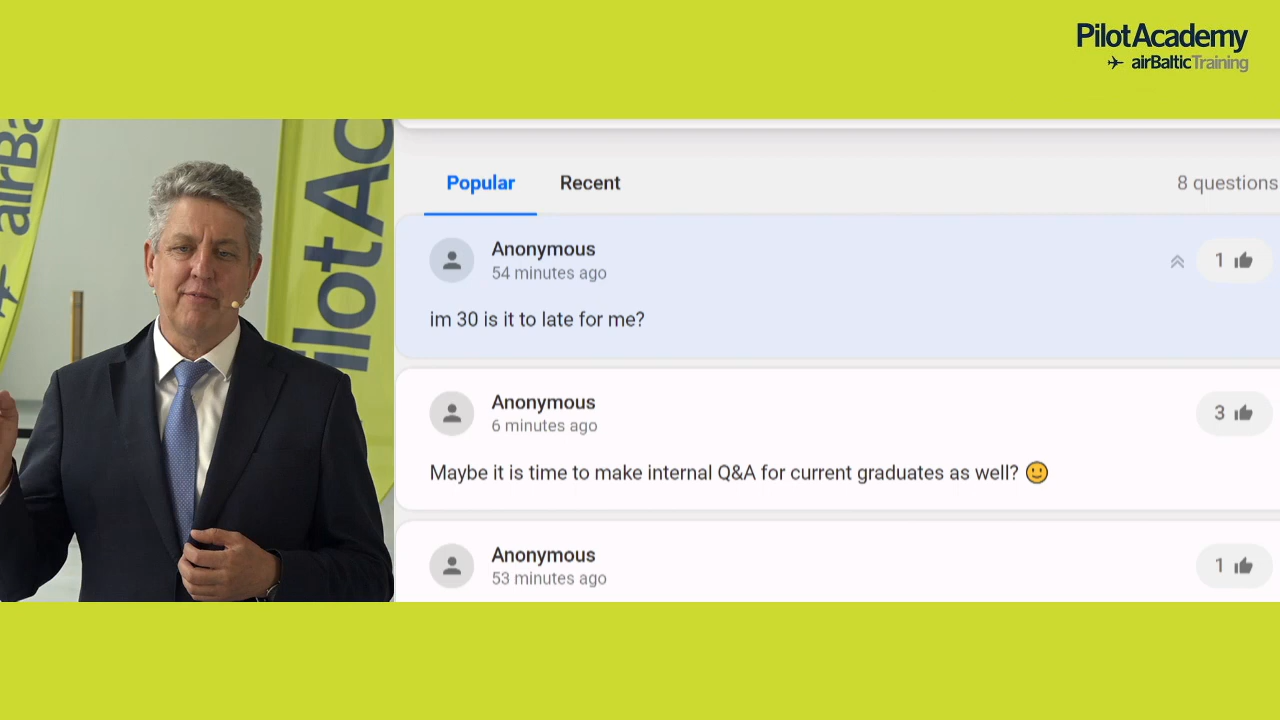 PilotAcademy
airBalticTraining
airBa
ilotAc
Popular
Recent
8 questions
Anonymous
54 minutes ago
1
im 30 is it to late for me?
Anonymous
6 minutes ago
3
Maybe it is time to make internal Q&A for current graduates as well? 🙂
Anonymous
53 minutes ago
1